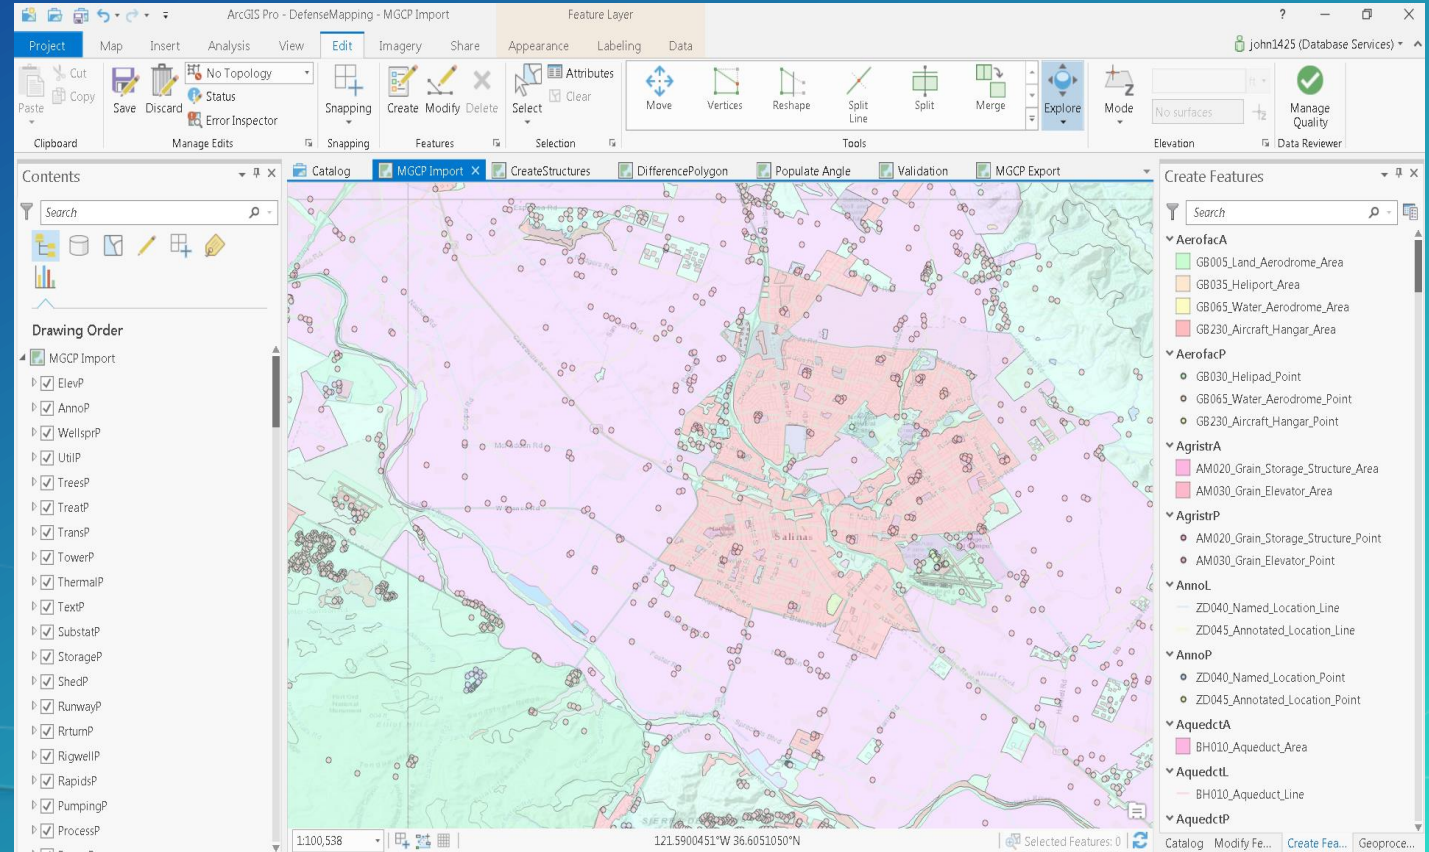 ArcGIS Pro - DefenseMapping - MGCP Import
Feature Layer
?
Project Map Insert Analysis View Edit Imagery Share Appearance Labeling Data
john1425 (Database Services)
Paste
Cut
Copy
Clipboard
Save
Discard
No Topology
Status
Error Inspector
Manage Edits
Snapping
Snapping
Create Modify Delete
Features
Select
Attributes
Clear
Selection
Move Vertices Reshape Split Line Split Merge
Tools
Explore
Mode
ft
No surfaces
Elevation
Manage Quality
Data Reviewer
Contents
Search
Drawing Order
MGCP Import
ElevP
AnnoP
WellsprP
UtilP
TreesP
TreatP
TransP
TowerP
ThermalP
TextP
SubstatP
StorageP
ShedP
RunwayP
RrturnP
RigwellP
RapidsP
PumpingP
ProcessP
Catalog MGCP Import CreateStructures DifferencePolygon Populate Angle Validation MGCP Export
Salinas
1:100,538
121.5900451°W 36.6051050°N
Selected Features: 0
Create Features
Search
AerofacA
GB005_Land_Aerodrome_Area
GB035_Heliport_Area
GB065_Water_Aerodrome_Area
GB230_Aircraft_Hangar_Area
AerofacP
GB030_Helipad_Point
GB065_Water_Aerodrome_Point
GB230_Aircraft_Hangar_Point
AgristrA
AM020_Grain_Storage_Structure_Area
AM030_Grain_Elevator_Area
AgristrP
AM020_Grain_Storage_Structure_Point
AM030_Grain_Elevator_Point
AnnoL
ZD040_Named_Location_Line
ZD045_Annotated_Location_Line
AnnoP
ZD040_Named_Location_Point
ZD045_Annotated_Location_Point
AquedctA
BH010_Aqueduct_Area
AquedctL
BH010_Aqueduct_Line
AquedctP
Catalog Modify Fe... Create Fea... Geoproce...